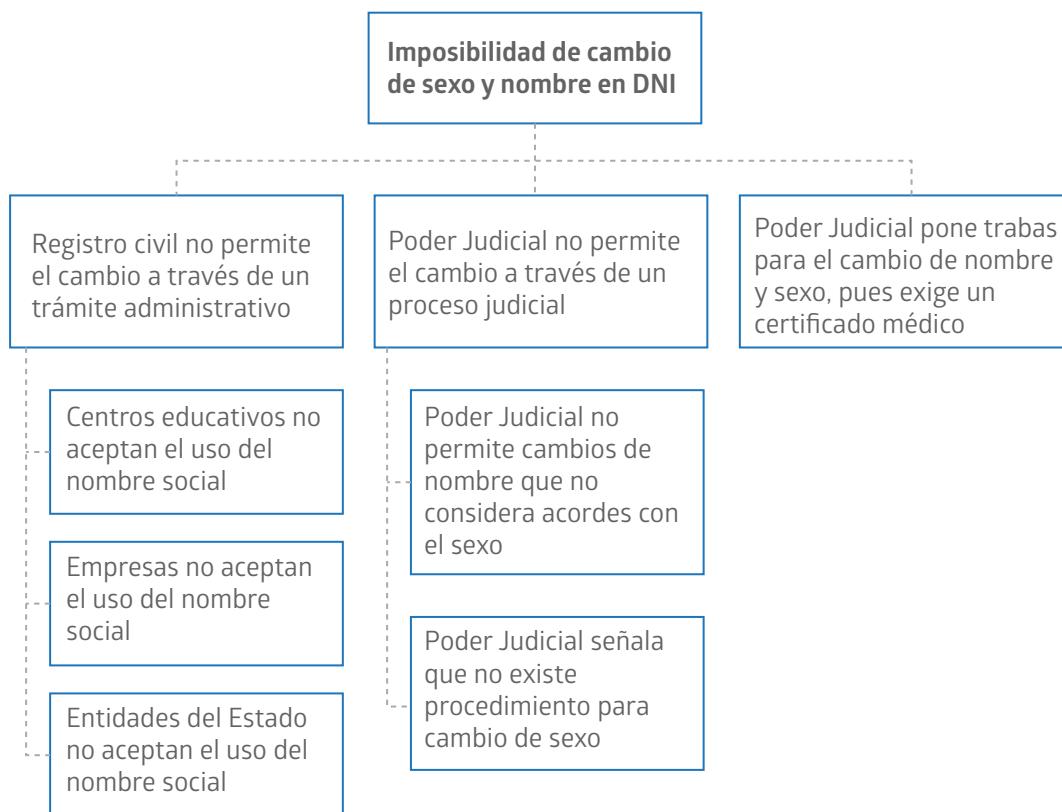 Imposibilidad de cambio
de sexo y nombre en DNI
Registro civil no permite
el cambio a través de un
trámite administrativo
Centros educativos no
aceptan el uso del
nombre social
Empresas no aceptan
el uso del nombre
social
Entidades del Estado
no aceptan el uso del
nombre social
Poder Judicial no permite
el cambio a través de un
proceso judicial
Poder Judicial no
permite cambios de
nombre que no
considera acordes con
el sexo
Poder Judicial señala
que no existe
procedimiento para
cambio de sexo
Poder Judicial pone trabas
para el cambio de nombre
y sexo, pues exige un
certificado médico